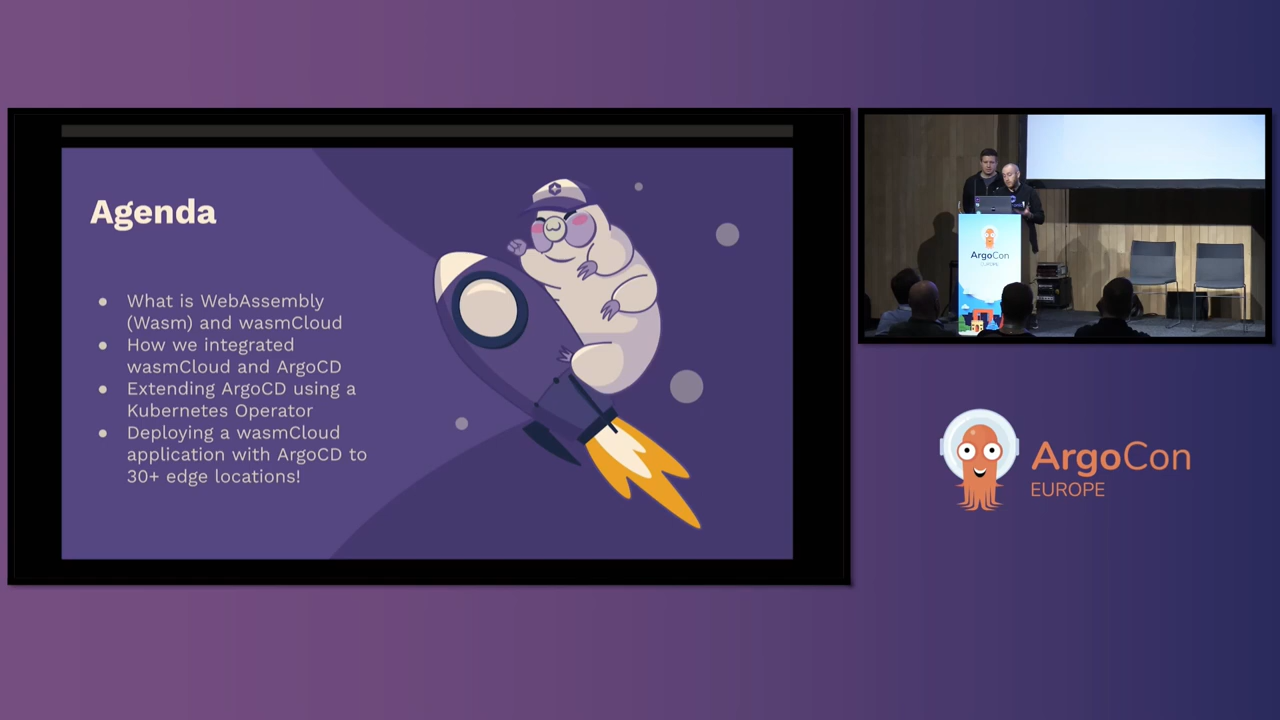 Agenda
● What is WebAssembly
(Wasm) and wasmCloud
● How we integrated
wasmCloud and ArgoCD
● Extending ArgoCD using a
Kubernetes Operator
● Deploying a wasmCloud
application with ArgoCD to
30+ edge locations!
ArgoCon
EUROPE
ArgoCon
EUROPE